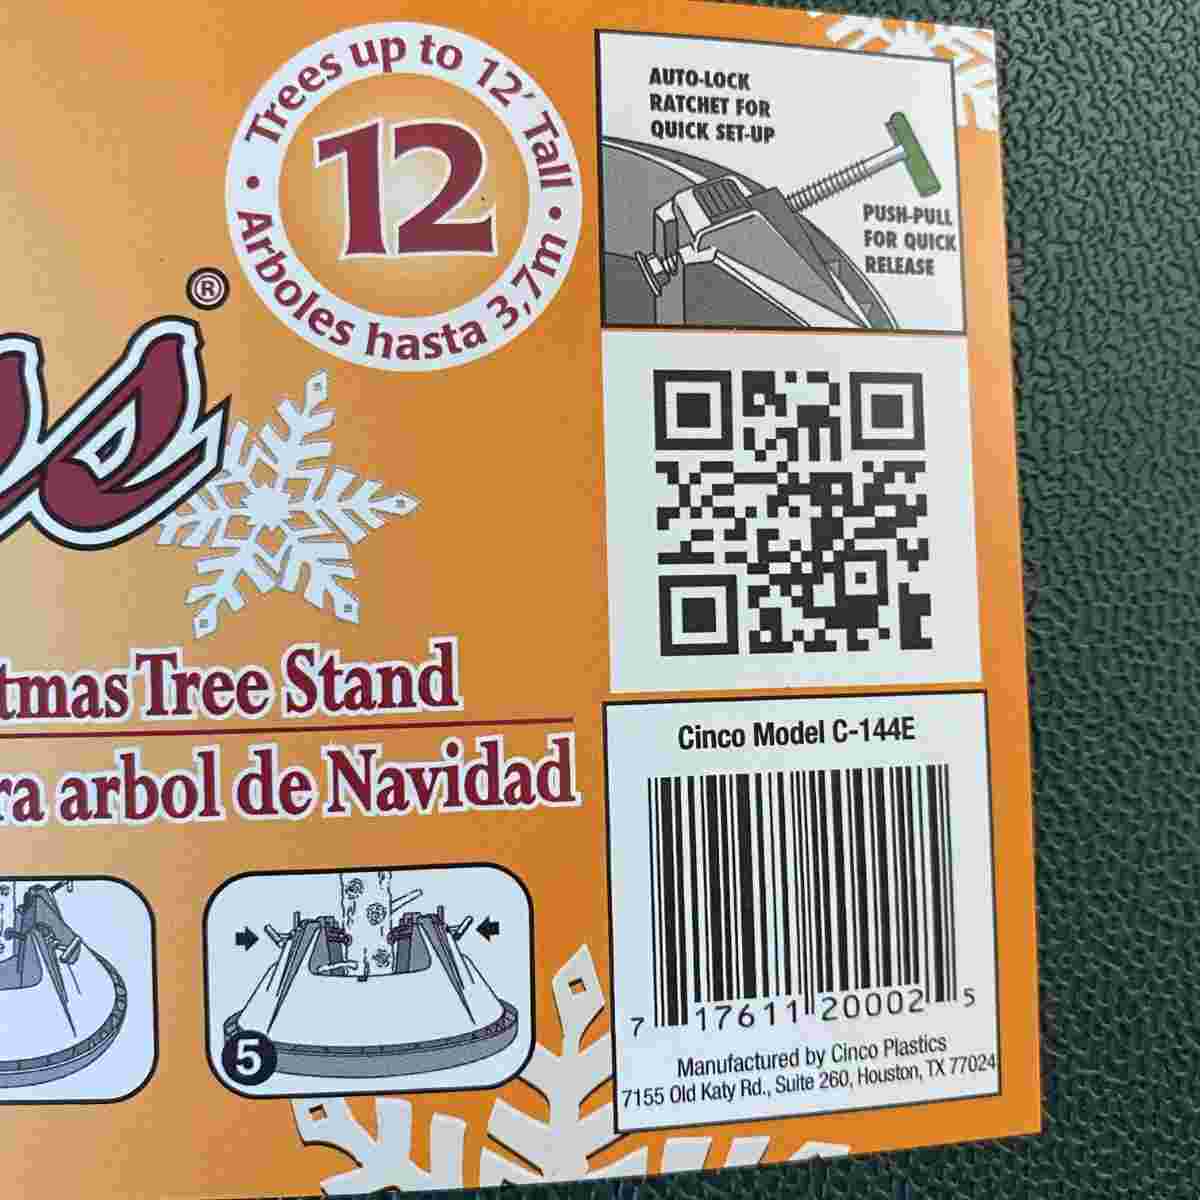 Trees up to 12' Tall
12
Arboles hasta 3,7m
®
AUTO-LOCK
RATCHET FOR
QUICK SET-UP
PUSH-PULL
FOR QUICK
RELEASE
Tree Stand
arbol de Navidad
5
Cinco Model C-144E
7 17611 20002 5
Manufactured by Cinco Plastics
7155 Old Katy Rd., Suite 260, Houston, TX 77024